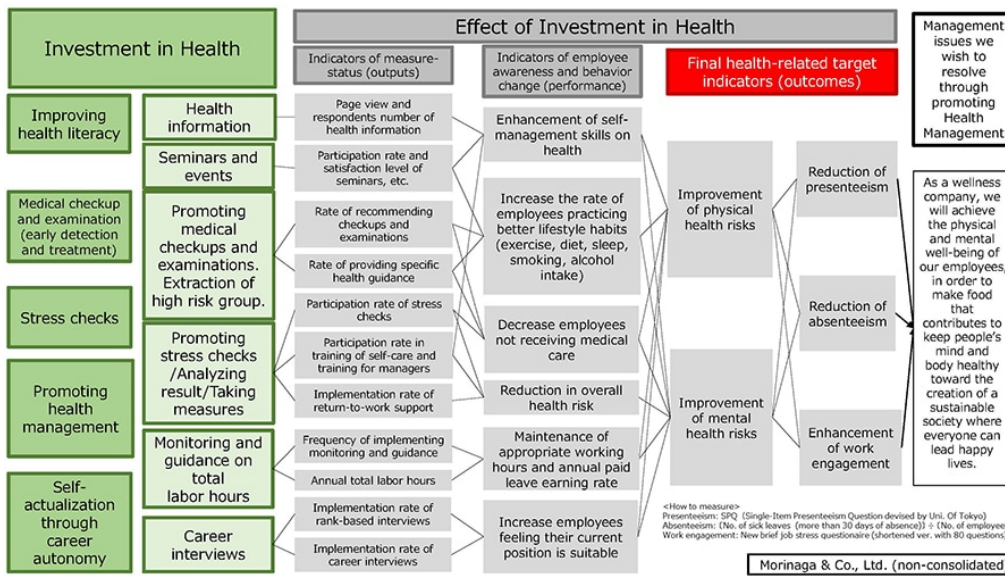 Investment in Health
Effect of Investment in Health
Indicators of measure-
status (outputs)
Indicators of employee
awareness and behavior
change (performance)
Final health-related target
indicators (outcomes)
Management
issues we
wish to
resolve
through
promoting
Health
Management
Improving
health literacy
Medical checkup
and examination
(early detection
and treatment)
Stress checks
Promoting
health
management
Self-
actualization
through
career
autonomy
Health
information
Seminars and
events
Promoting
medical
checkups and
examinations.
Extraction of
high risk group.
Promoting
stress checks
/Analyzing
result/Taking
measures
Monitoring and
guidance on
total
labor hours
Career
interviews
Page view and
respondents number of
health information
Participation rate and
satisfaction level of
seminars, etc.
Rate of recommending
checkups and
examinations
Rate of providing specific
health guidance
Participation rate of stress
checks
Participation rate in
training of self-care and
training for managers
Implementation rate of
return-to-work support
Frequency of implementing
monitoring and guidance
Annual total labor hours
Implementation rate of
rank-based interviews
Implementation rate of
career interviews
Enhancement of self-
management skills on
health
Increase the rate of
employees practicing
better lifestyle habits
(exercise, diet, sleep,
smoking, alcohol
intake)
Decrease employees
not receiving medical
care
Reduction in overall
health risk
Maintenance of
appropriate working
hours and annual paid
leave earning rate
Increase employees
feeling their current
position is suitable
Improvement
of physical
health risks
Improvement
of mental
health risks
Reduction of
presenteeism
Reduction of
absenteeism
Enhancement
of work
engagement
As a wellness
company, we
will achieve
the physical
and mental
well-being of
our employees,
in order to
make food
that
contributes to
keep people's
mind and
body healthy
toward the
creation of a
sustainable
society where
everyone can
lead happy
lives.
<How to measure>
Presenteeism: SPQ (Single-Item Presenteeism Question devised by Uni. Of Tokyo)
Absenteeism: (No. of sick leaves (more than 30 days of absence)) ÷ (No. of employee
Work engagement: New brief job stress questionaire (shortened ver. with 80 questions)
Morinaga & Co., Ltd. (non-consolidated